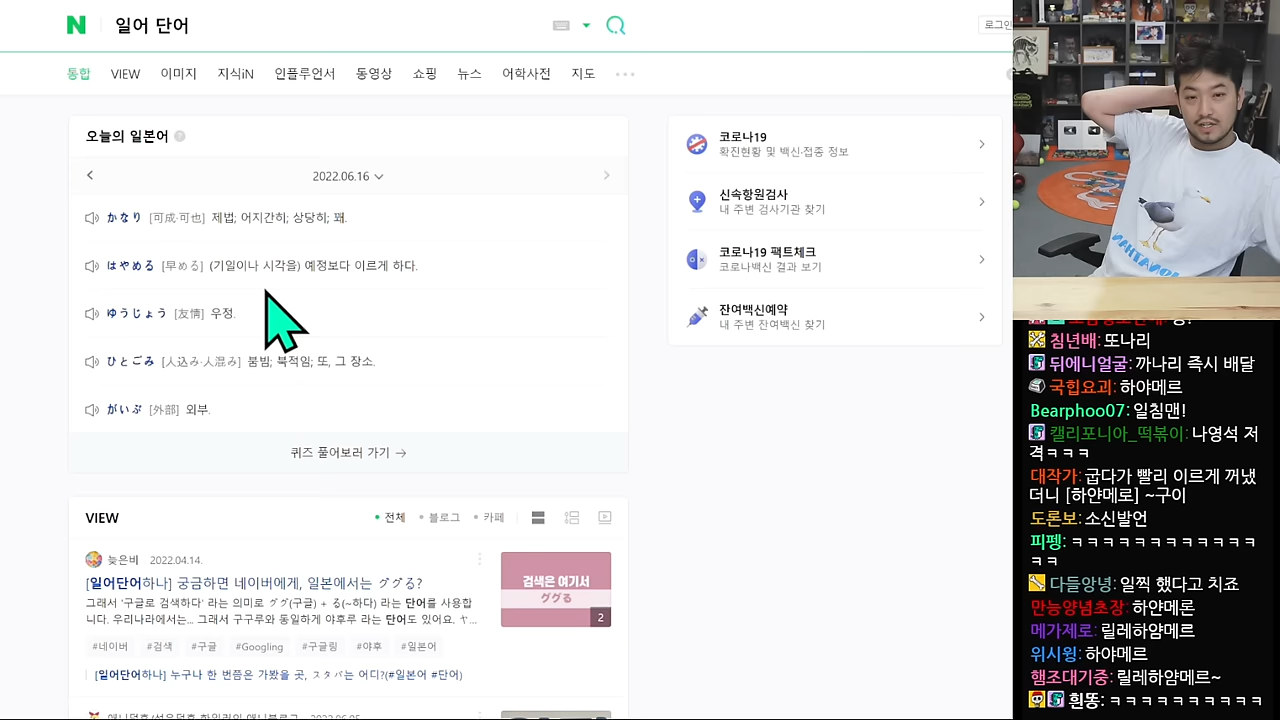 N 일어 단어
로그인
통합 VIEW 이미지 지식iN 인플루언서 동영상 쇼핑 뉴스 어학사전 지도
오늘의 일본어
2022.06.16
かなり [可成·可也] 제법; 어지간히; 상당히; 꽤.
はやめる [早める] (기일이나 시각을) 예정보다 이르게 하다.
ゆうじょう [友情] 우정.
ひとごみ [人込み·人混み] 붐빔; 북적임; 또, 그 장소.
がいぶ [外部] 외부.
퀴즈 풀어보러 가기 →
코로나19
확진현황 및 백신·접종 정보
신속항원검사
내 주변 검사기관 찾기
코로나19 팩트체크
코로나백신 결과 보기
잔여백신예약
내 주변 잔여백신 찾기
VIEW
전체 블로그 카페
늦은비 2022.04.14.
[일어단어하나] 궁금하면 네이버에게, 일본에서는 ググる?
그래서 '구글로 검색하다' 라는 의미로 ググ(구글) + る(~하다) 라는 단어를 사용합
니다. 우리나라에서는... 그래서 구구루와 동일하게
단어도 있어요.
#네이버 #검색 #구글 #Googling #구글링 #야후 #일본어
[일어단어하나] 누구나 한 번쯤은 가봤을 곳,
는 어디?(#일본어 #단어)
검색은 여기서
ググる
2
침년배: 또나리
뒤에니얼굴: 까나리 즉시 배달
국힙요괴: 하야메르
Bearphoo07: 일침맨!
캘리포니아_떡볶이: 나영석 저
격ㅋㅋㅋ
대작가: 굽다가 빨리 이르게 꺼냈
더니 [하얀메로] ~구이
도론보: 소신발언
피펭: ㅋㅋㅋㅋㅋㅋㅋㅋㅋㅋㅋㅋ
ㅋㅋ
다들앙녕: 일찍 했다고 치죠
만능양념초장: 하얀메론
메가제로: 릴레하얌메르
위시윙: 하야메르
햄조대기중: 릴레하얌메르~
흰똥: ㅋㅋㅋㅋㅋㅋㅋㅋㅋㅋ